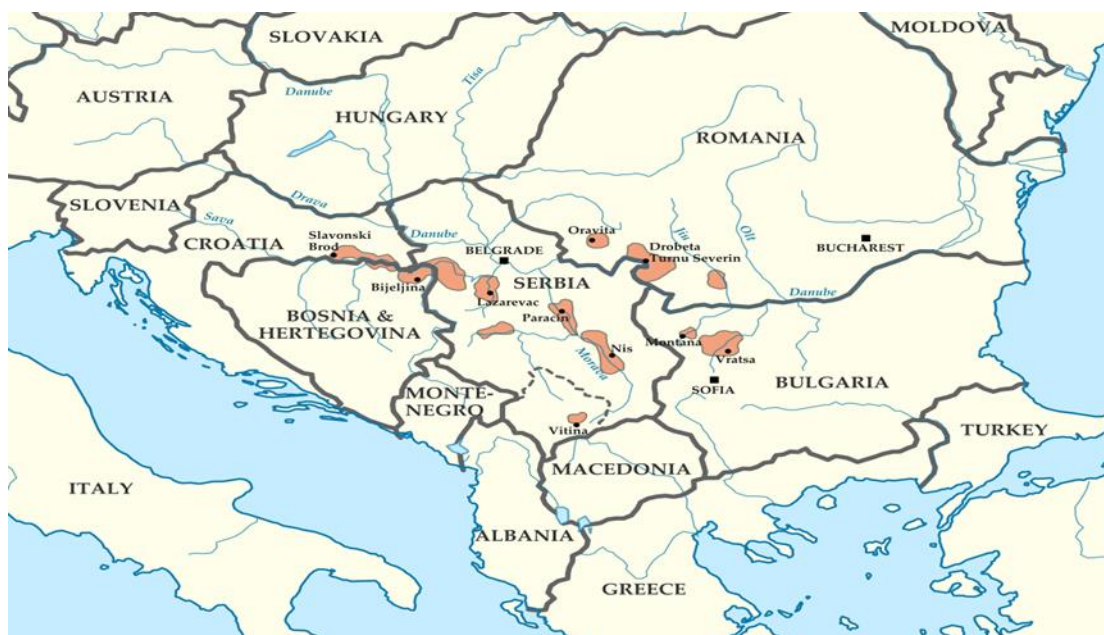 SLOVAKIA
MOLDOVA
AUSTRIA
Danube
Tisa
HUNGARY
ROMANIA
SLOVENIA
Drava
Sava
Danube
Slavonski
Brod
CROATIA
BELGRADE
Oravita
Drobeta
Turnu Severin
Jiu
Olt
BUCHAREST
Bijeljina
SERBIA
Lazarevac
Danube
BOSNIA &
HERTEGOVINA
Paracin
Montana
Nis
Morava
Vratsa
SOFIA
BULGARIA
MONTE-
NEGRO
Vitina
TURKEY
MACEDONIA
ITALY
ALBANIA
GREECE